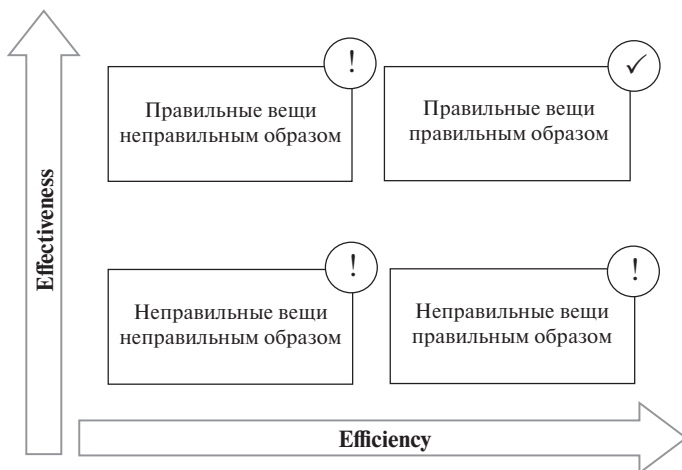 !
✓
Правильные вещи
неправильным образом
Правильные вещи
правильным образом
Effectiveness
!
!
Неправильные вещи
неправильным образом
Неправильные вещи
правильным образом
Efficiency